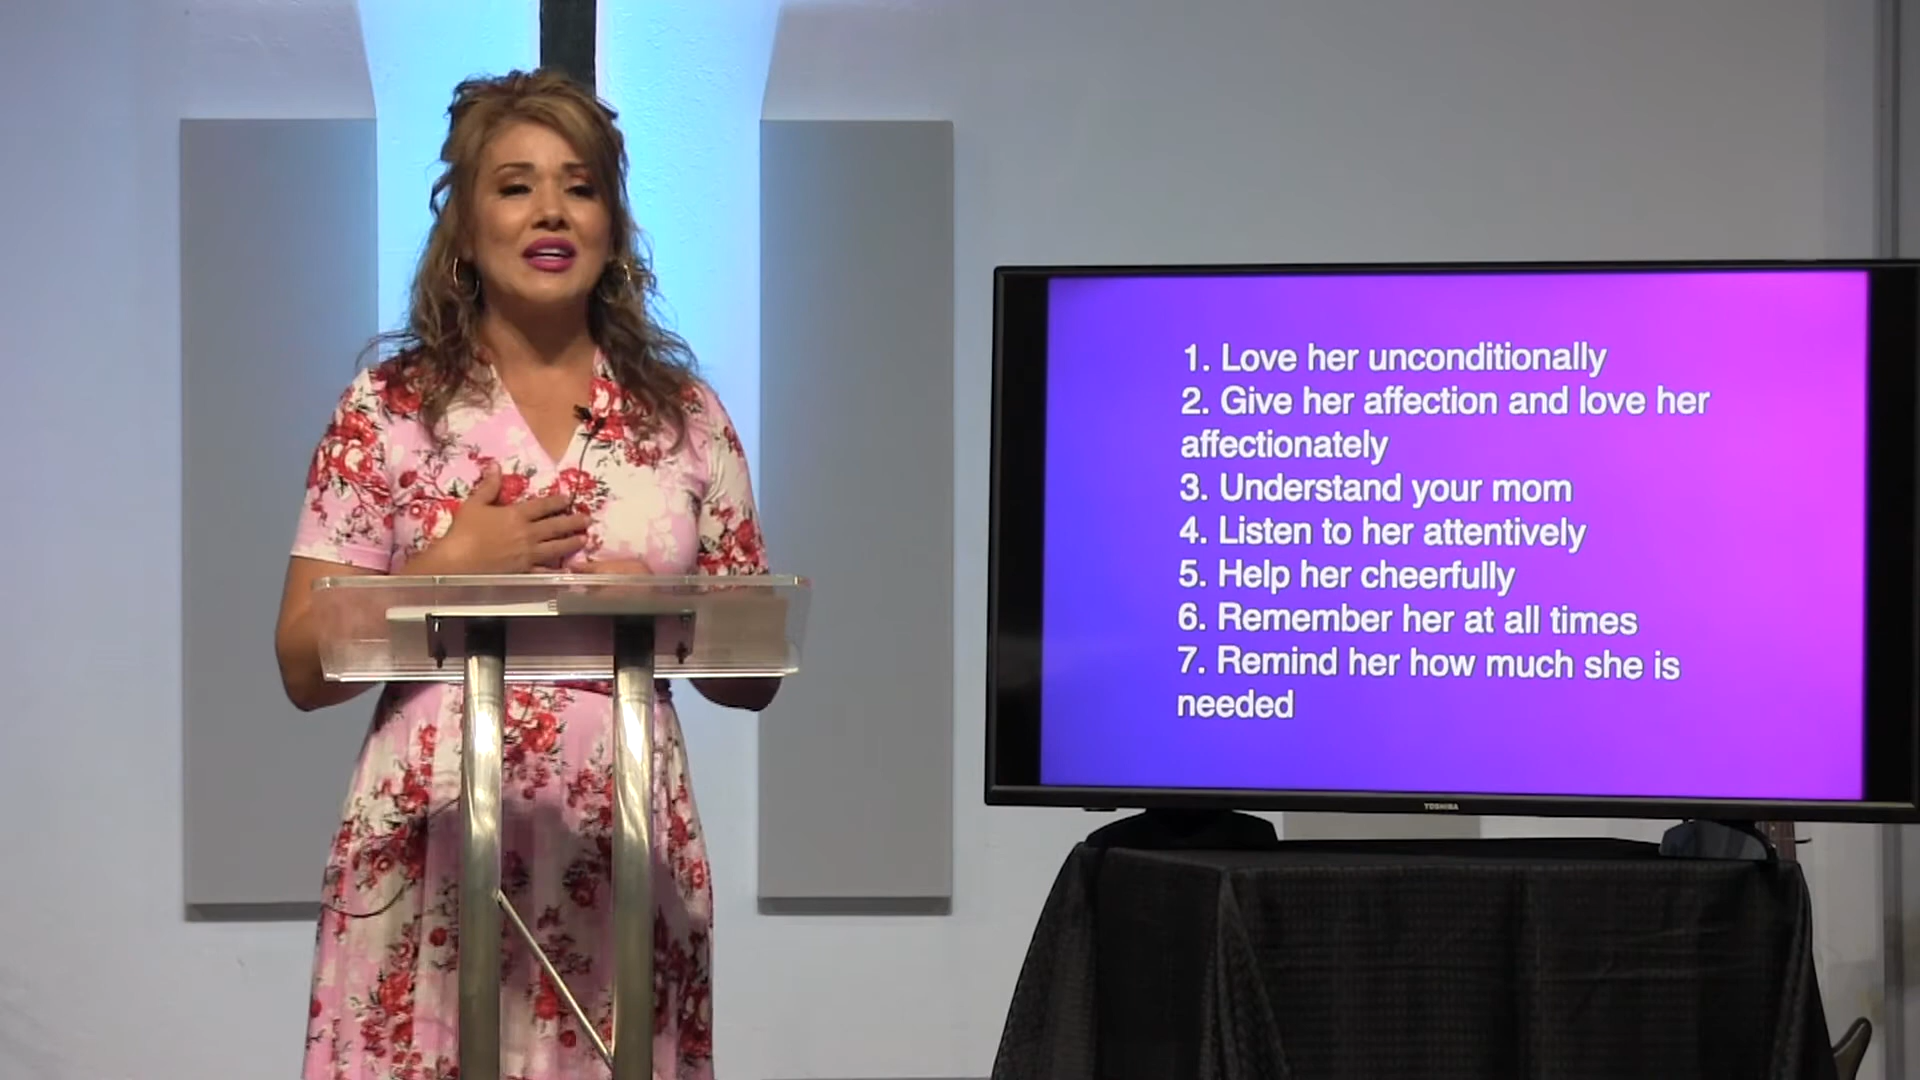 1. Love her unconditionally
2. Give her affection and love her
affectionately
3. Understand your mom
4. Listen to her attentively
5. Help her cheerfully
6. Remember her at all times
7. Remind her how much she is
needed
TOSHIBA